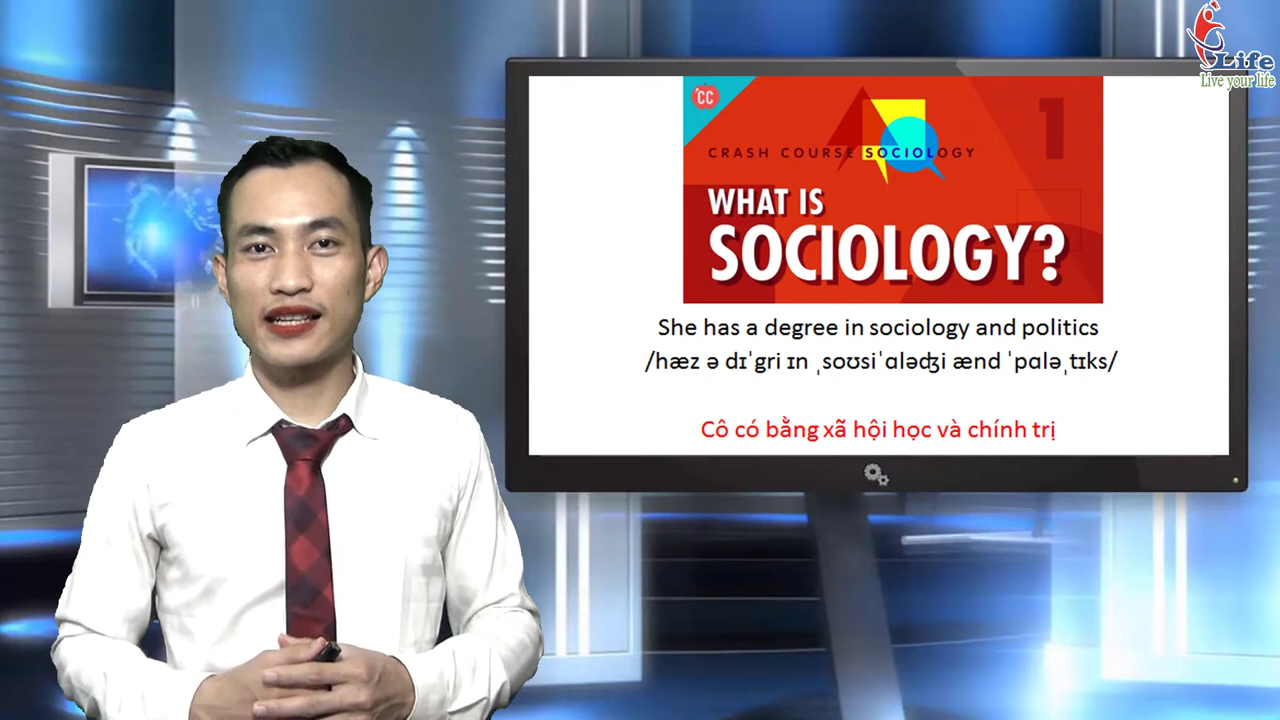 Life
Live your life
CC
1
CRASH COURSE SOCIOLOGY
WHAT IS
SOCIOLOGY?
She has a degree in sociology and politics
/hæz ə dɪˈgri ɪn ˌsoʊsiˈɑləʤi ænd ˈpɑləˌtɪks/
Cô có bằng xã hội học và chính trị